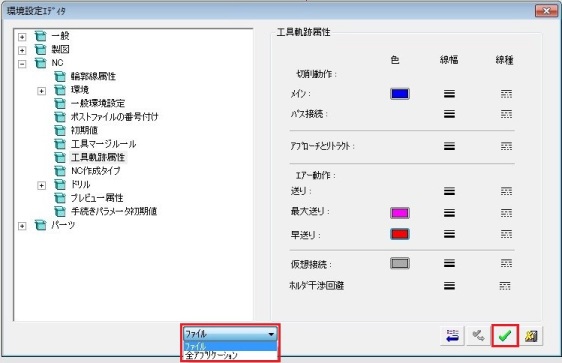 環境設定ｴﾃﾞｨﾀ
一般
製図
NC
輪郭線属性
環境
一般環境設定
ポストファイルの番号付け
初期値
工具マージルール
工具軌跡属性
NC作成タイプ
ﾄﾞﾘﾙ
プレビュー属性
手続きパラメータ初期値
パーツ
工具軌跡属性
色 線幅 線種
切削動作：
ﾒｲﾝ：
ﾊﾟｽ接続：
ｱﾌﾟﾛｰﾁとﾘﾄﾗｸﾄ：
ｴｱｰ動作：
送り：
最大送り：
早送り：
仮想接続：
ﾎﾙﾀﾞ干渉回避
ﾌｧｲﾙ
ﾌｧｲﾙ
全ｱﾌﾟﾘｹｰｼｮﾝ